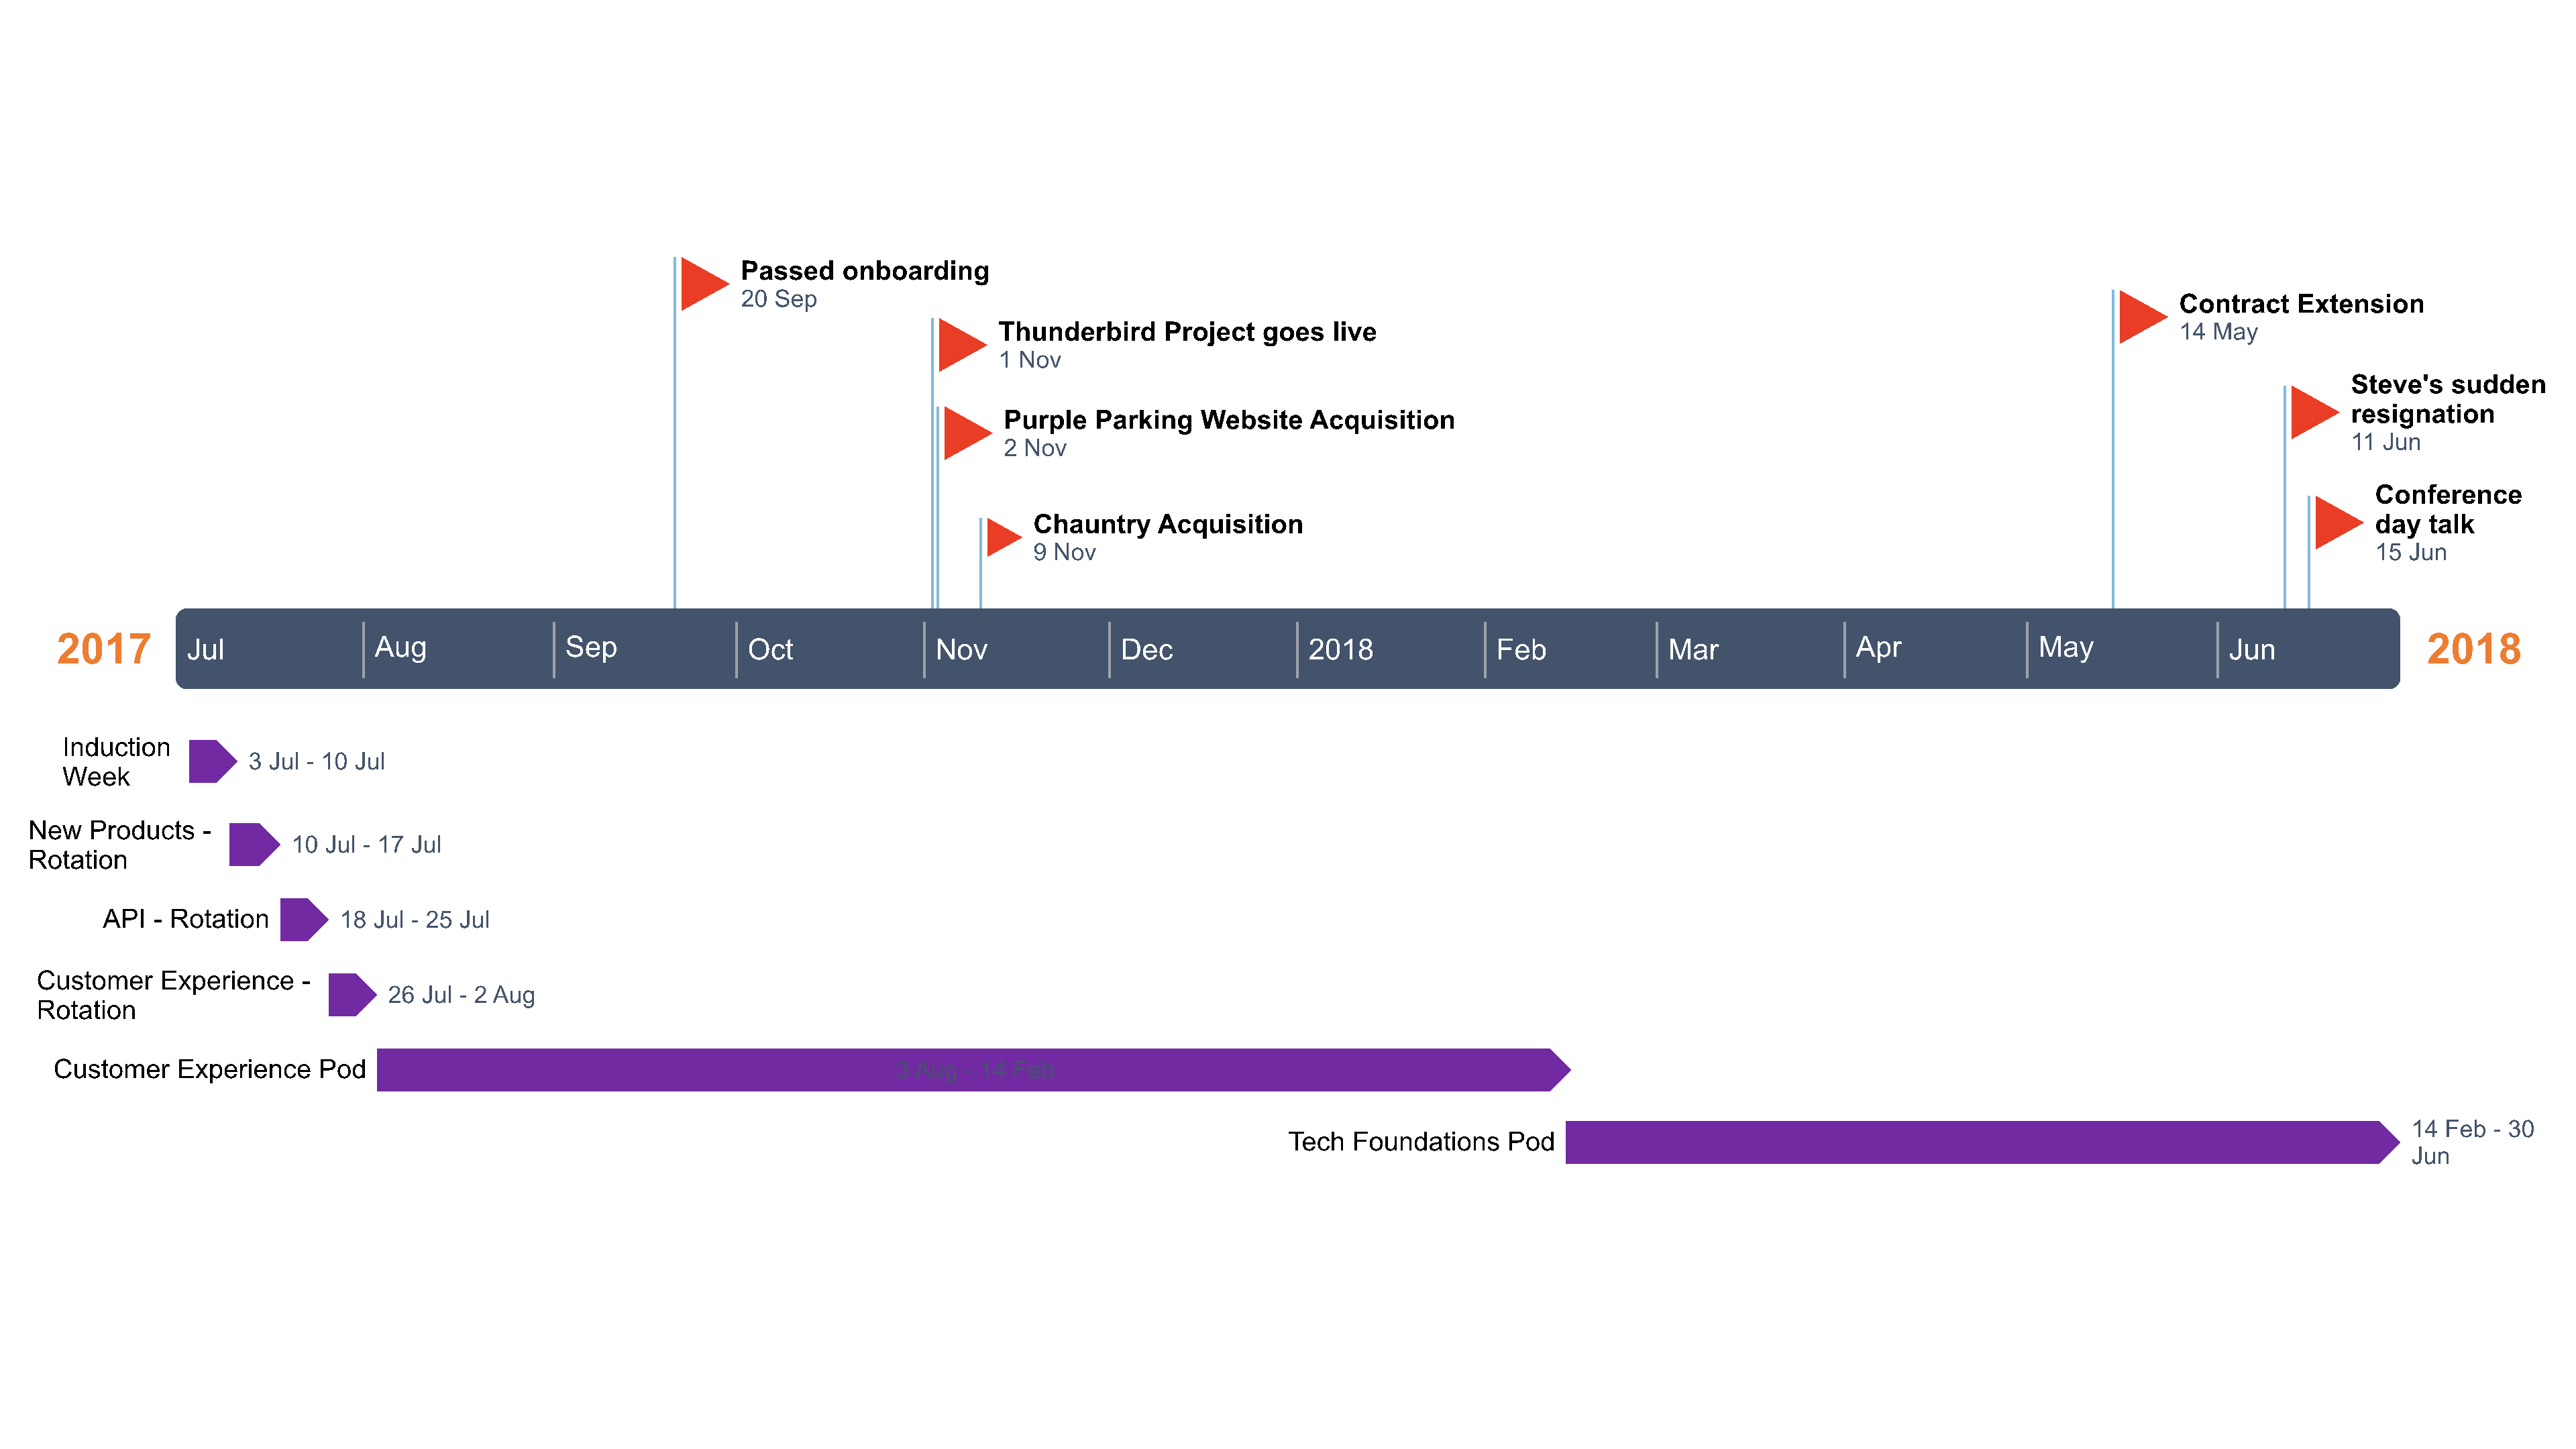 Passed onboarding
20 Sep
Thunderbird Project goes live
1 Nov
Purple Parking Website Acquisition
2 Nov
Chauntry Acquisition
9 Nov
Contract Extension
14 May
Steve's sudden
resignation
11 Jun
Conference
day talk
15 Jun
2017 Jul Aug Sep Oct Nov Dec 2018 Feb Mar Apr May Jun 2018
Induction
Week
3 Jul - 10 Jul
New Products -
Rotation
10 Jul - 17 Jul
API - Rotation
18 Jul - 25 Jul
Customer Experience -
Rotation
26 Jul - 2 Aug
Customer Experience Pod
3 Aug - 14 Feb
Tech Foundations Pod
14 Feb - 30
Jun